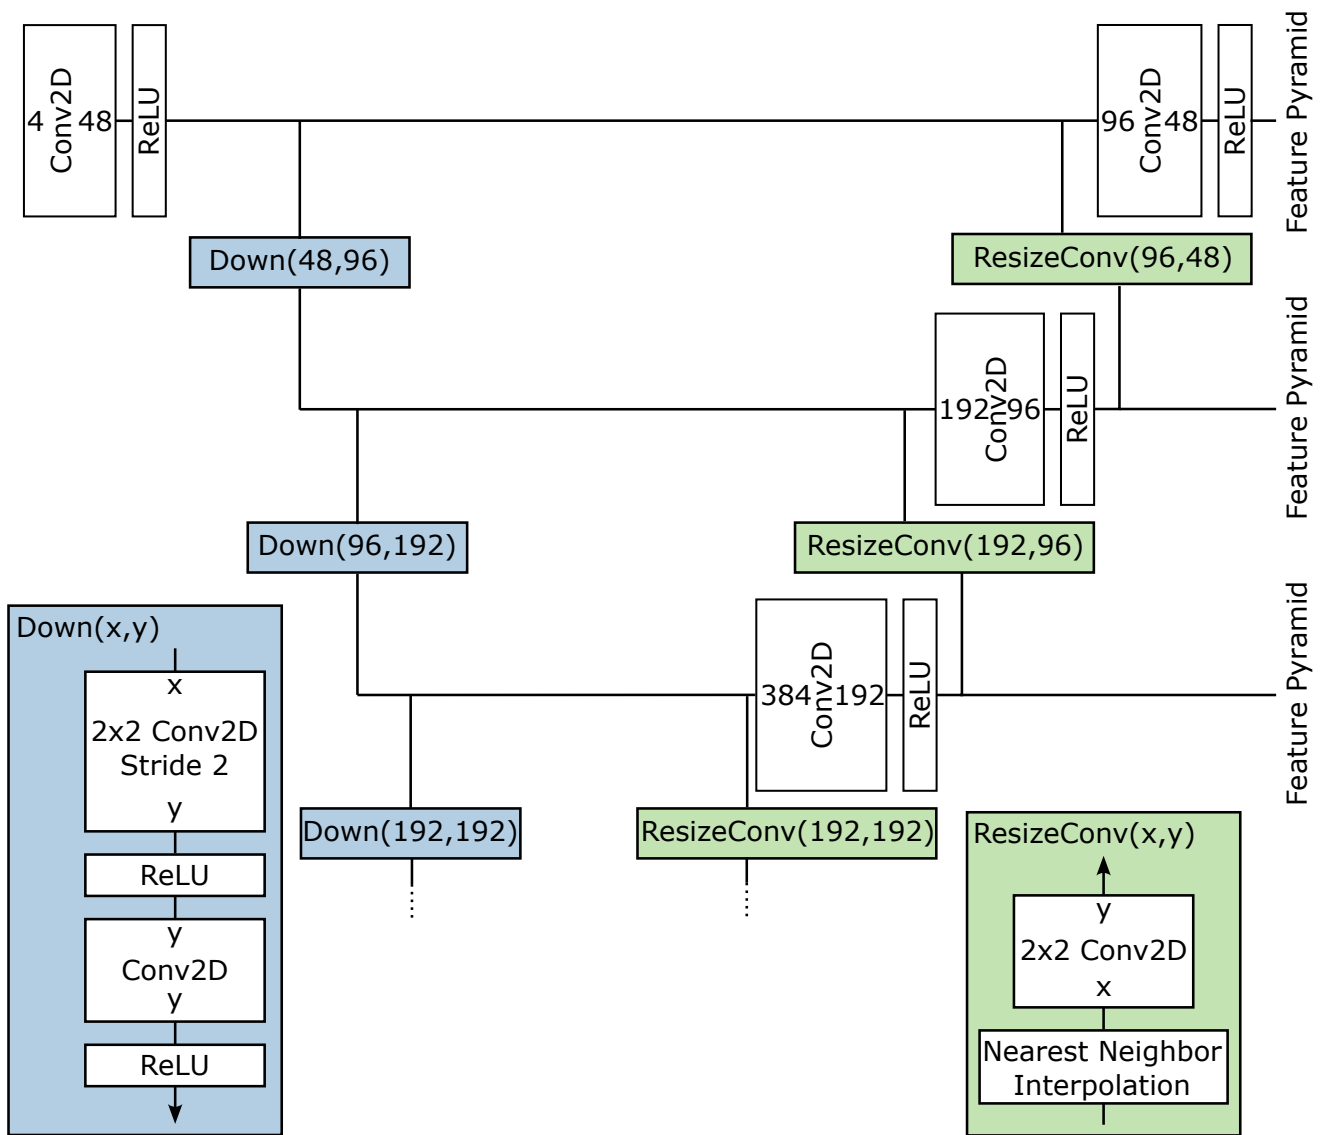 4 Conv2D 48
ReLU
96 Conv2D 48
ReLU
Feature Pyramid
Down(48,96)
ResizeConv(96,48)
192 Conv2D 96
ReLU
Feature Pyramid
Down(96,192)
ResizeConv(192,96)
384 Conv2D 192
ReLU
Feature Pyramid
Down(192,192)
ResizeConv(192,192)
Down(x,y)
x
2x2 Conv2D
Stride 2
y
ReLU
y
Conv2D
y
ReLU
ResizeConv(x,y)
y
2x2 Conv2D
x
Nearest Neighbor
Interpolation